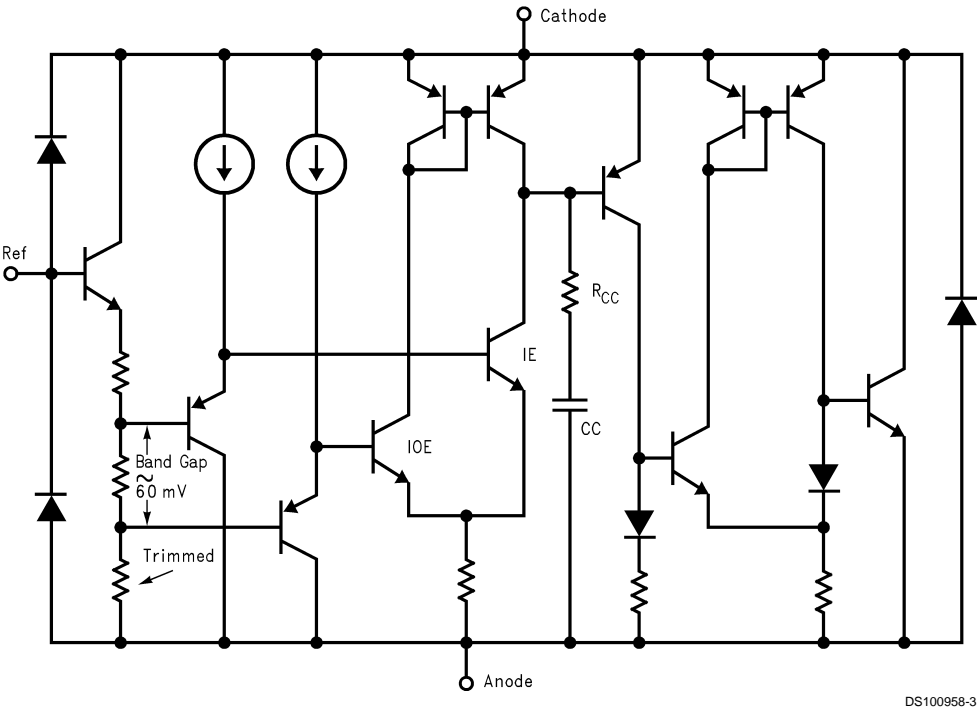 Cathode
Ref
R_CC
IE
CC
IOE
Band Gap
~
60 mV
Trimmed
Anode
DS100958-3